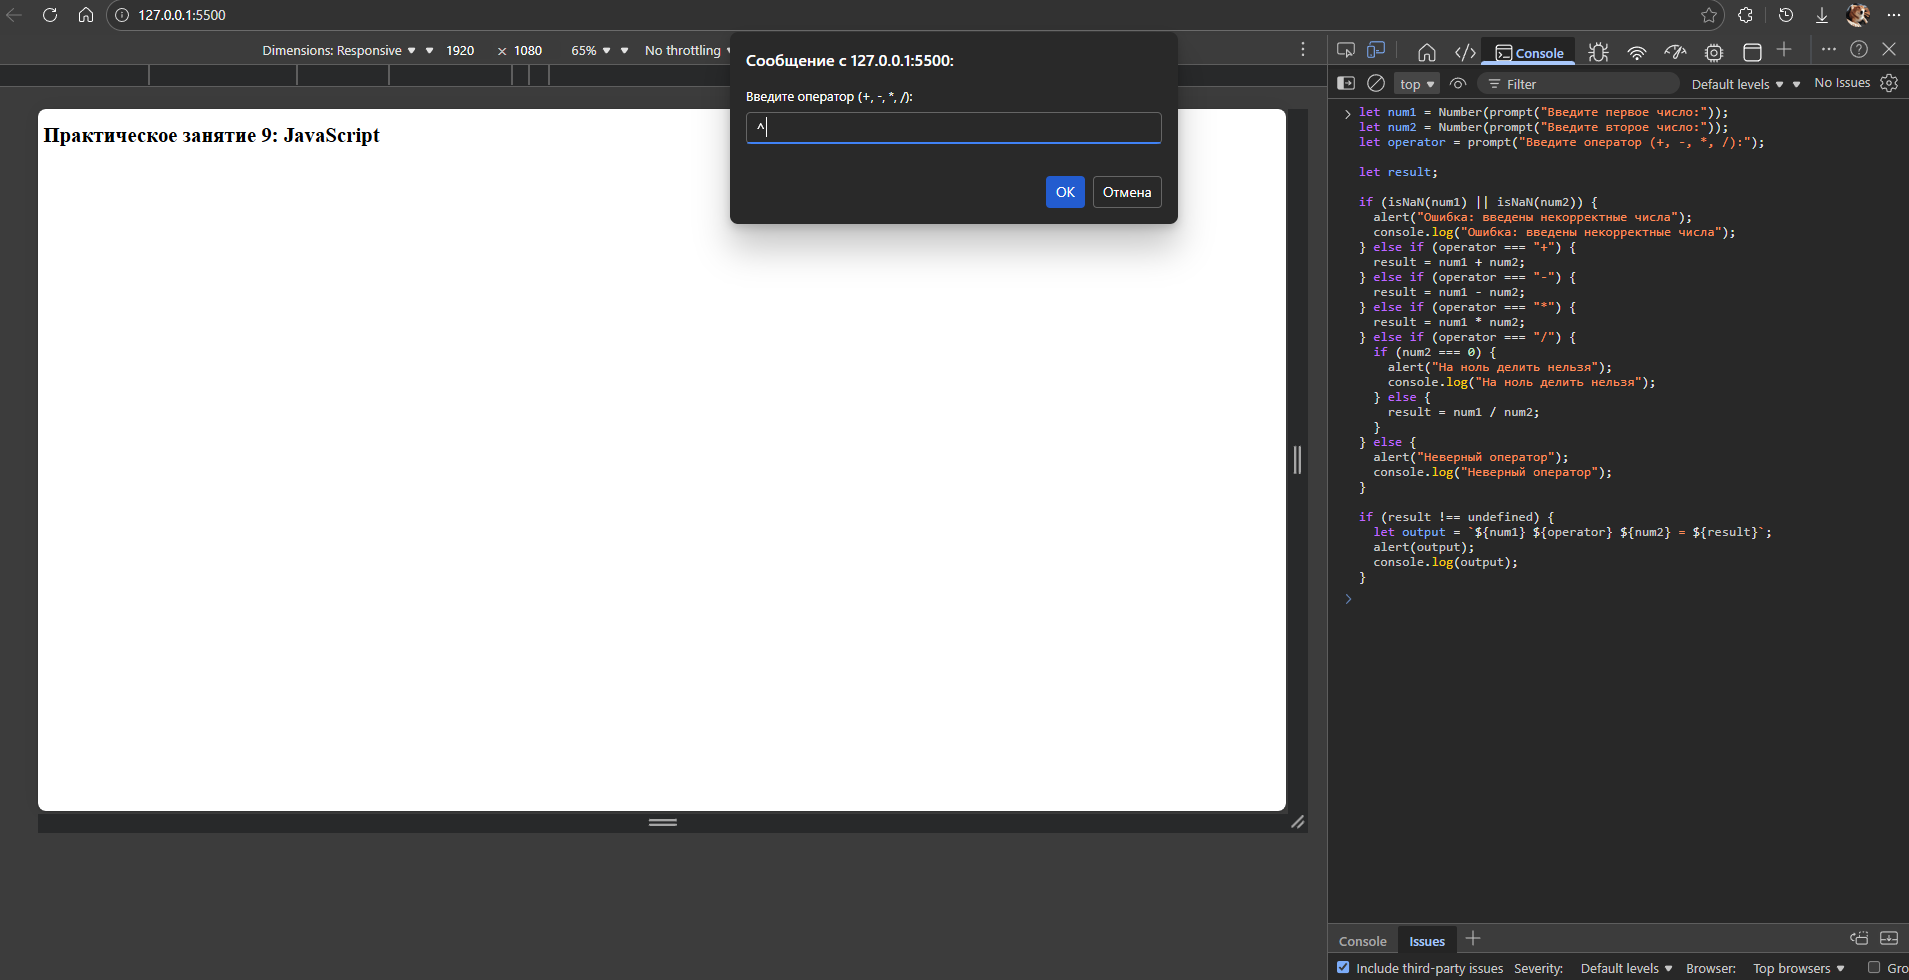 127.0.0.1:5500
Dimensions: Responsive 1920 × 1080 65% No throttling
Сообщение с 127.0.0.1:5500:
Введите оператор (+, -, *, /):
^
ОК Отмена
Практическое занятие 9: JavaScript
Console
top Filter Default levels No Issues
let num1 = Number(prompt("Введите первое число:"));
let num2 = Number(prompt("Введите второе число:"));
let operator = prompt("Введите оператор (+, -, *, /):");
let result;
if (isNaN(num1) || isNaN(num2)) {
  alert("Ошибка: введены некорректные числа");
  console.log("Ошибка: введены некорректные числа");
} else if (operator === "+") {
  result = num1 + num2;
} else if (operator === "-") {
  result = num1 - num2;
} else if (operator === "*") {
  result = num1 * num2;
} else if (operator === "/") {
  if (num2 === 0) {
    alert("На ноль делить нельзя");
    console.log("На ноль делить нельзя");
  } else {
    result = num1 / num2;
  }
} else {
  alert("Неверный оператор");
  console.log("Неверный оператор");
}
if (result !== undefined) {
  let output = `${num1} ${operator} ${num2} = ${result}`;
  alert(output);
  console.log(output);
}
Console Issues
Include third-party issues Severity: Default levels Browser: Top browsers Gro